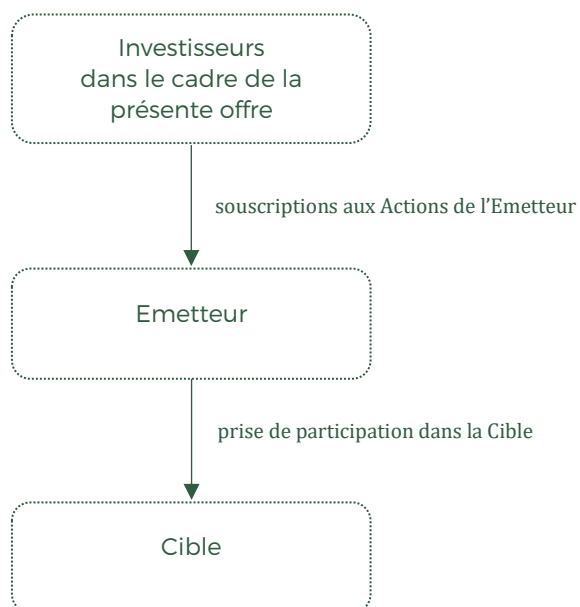 Investisseurs
dans le cadre de la
présente offre
souscriptions aux Actions de l’Emetteur
Emetteur
prise de participation dans la Cible
Cible